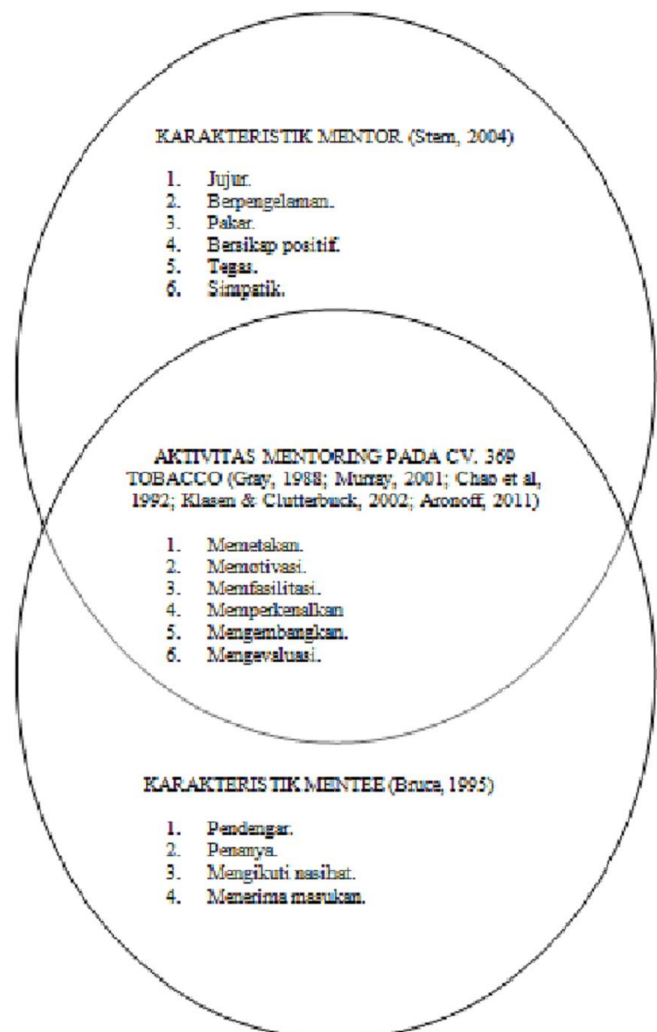 KARAKTERISTIK MENTOR (Stern, 2004)
1. Jujur.
2. Berpengelaman.
3. Pakar.
4. Bersikap positif.
5. Tegas.
6. Simpatik.
AKTIVITAS MENTORING PADA CV. 369
TOBACCO (Gray, 1988; Murray, 2001; Chao et al,
1992; Klasen & Clutterbuck, 2002; Aronoff, 2011)
1. Memetakan.
2. Memotivasi.
3. Memfasilitasi.
4. Memperkenalkan
5. Mengembangkan.
6. Mengevaluasi.
KARAKTERISTIK MENTEE (Bruce, 1995)
1. Pendengar.
2. Penanya.
3. Mengikuti nasihat.
4. Menerima masukan.